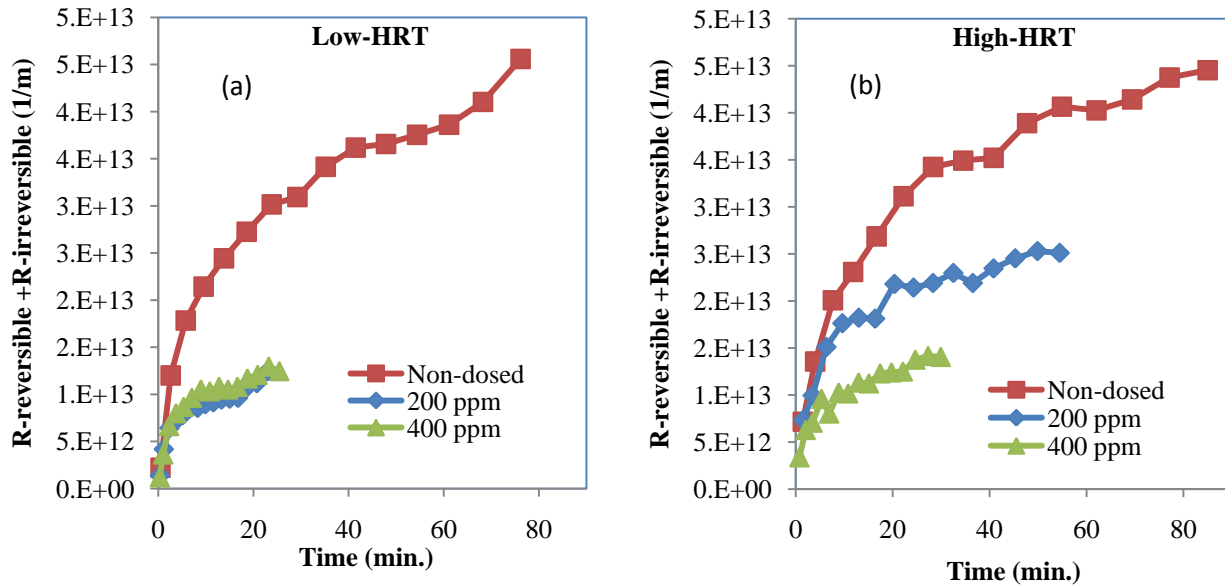 Low-HRT
(a)
R-reversible +R-irreversible (1/m)
5.E+13
5.E+13
4.E+13
4.E+13
3.E+13
3.E+13
2.E+13
2.E+13
1.E+13
5.E+12
0.E+00
Non-dosed
200 ppm
400 ppm
0 20 40 60 80
Time (min.)
High-HRT
(b)
R-reversible +R-irreversible (1/m)
5.E+13
5.E+13
4.E+13
4.E+13
3.E+13
3.E+13
2.E+13
2.E+13
1.E+13
5.E+12
0.E+00
Non-dosed
200 ppm
400 ppm
0 20 40 60 80
Time (min.)